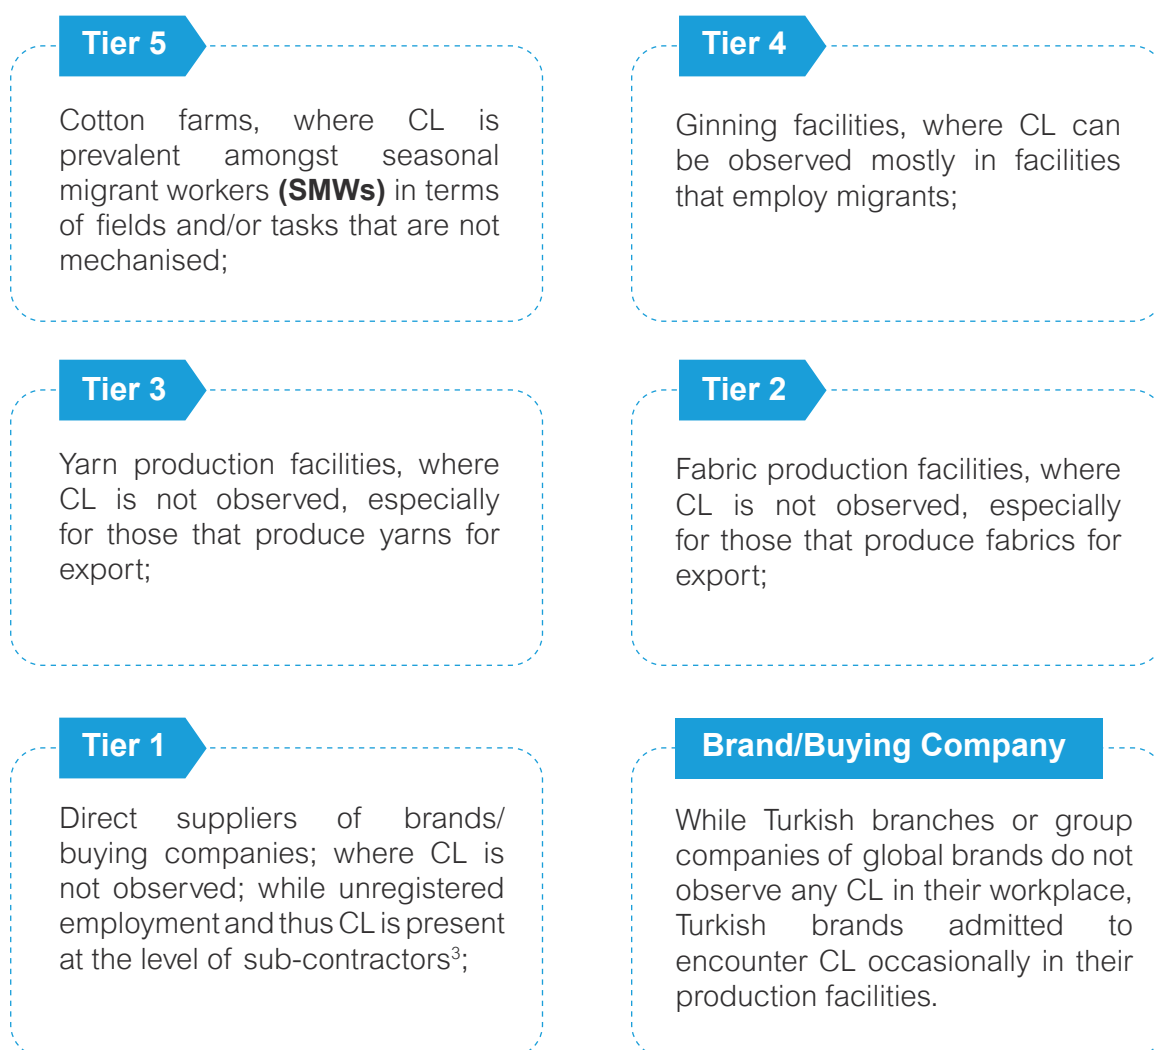 Tier 5
Cotton farms, where CL is
prevalent amongst seasonal
migrant workers (SMWs) in terms
of fields and/or tasks that are not
mechanised;
Tier 4
Ginning facilities, where CL can
be observed mostly in facilities
that employ migrants;
Tier 3
Yarn production facilities, where
CL is not observed, especially
for those that produce yarns for
export;
Tier 2
Fabric production facilities, where
CL is not observed, especially
for those that produce fabrics for
export;
Tier 1
Direct suppliers of brands/
buying companies; where CL is
not observed; while unregistered
employment and thus CL is present
at the level of sub-contractors³;
Brand/Buying Company
While Turkish branches or group
companies of global brands do not
observe any CL in their workplace,
Turkish brands admitted to
encounter CL occasionally in their
production facilities.